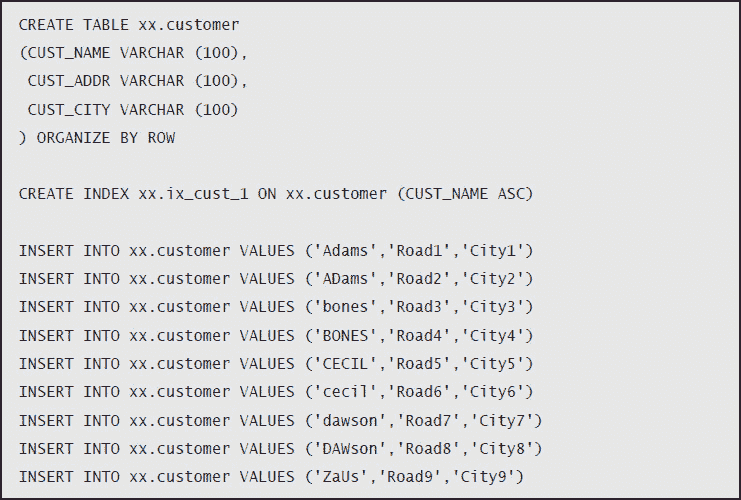 CREATE TABLE xx.customer
(CUST_NAME VARCHAR (100),
CUST_ADDR VARCHAR (100),
CUST_CITY VARCHAR (100)
) ORGANIZE BY ROW
CREATE INDEX xx.ix_cust_1 ON xx.customer (CUST_NAME ASC)
INSERT INTO xx.customer VALUES ('Adams','Road1','City1')
INSERT INTO xx.customer VALUES ('ADams','Road2','City2')
INSERT INTO xx.customer VALUES ('bones','Road3','City3')
INSERT INTO xx.customer VALUES ('BONES','Road4','City4')
INSERT INTO xx.customer VALUES ('CECIL','Road5','City5')
INSERT INTO xx.customer VALUES ('cecil','Road6','City6')
INSERT INTO xx.customer VALUES ('dawson','Road7','City7')
INSERT INTO xx.customer VALUES ('DAWson','Road8','City8')
INSERT INTO xx.customer VALUES ('ZaUs','Road9','City9')